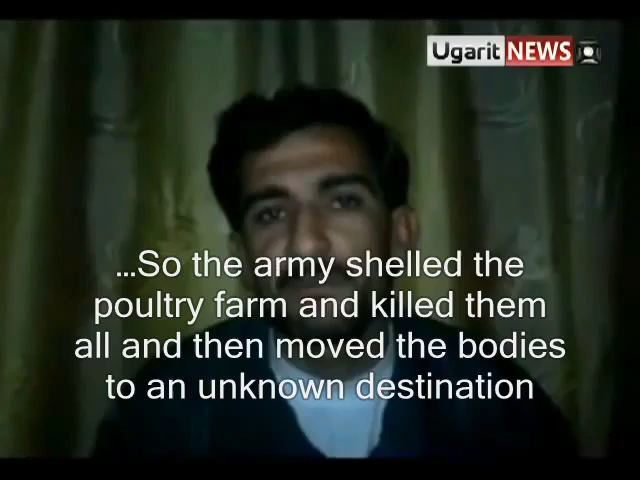 Ugarit NEWS
...So the army shelled the
poultry farm and killed them
all and then moved the bodies
to an unknown destination